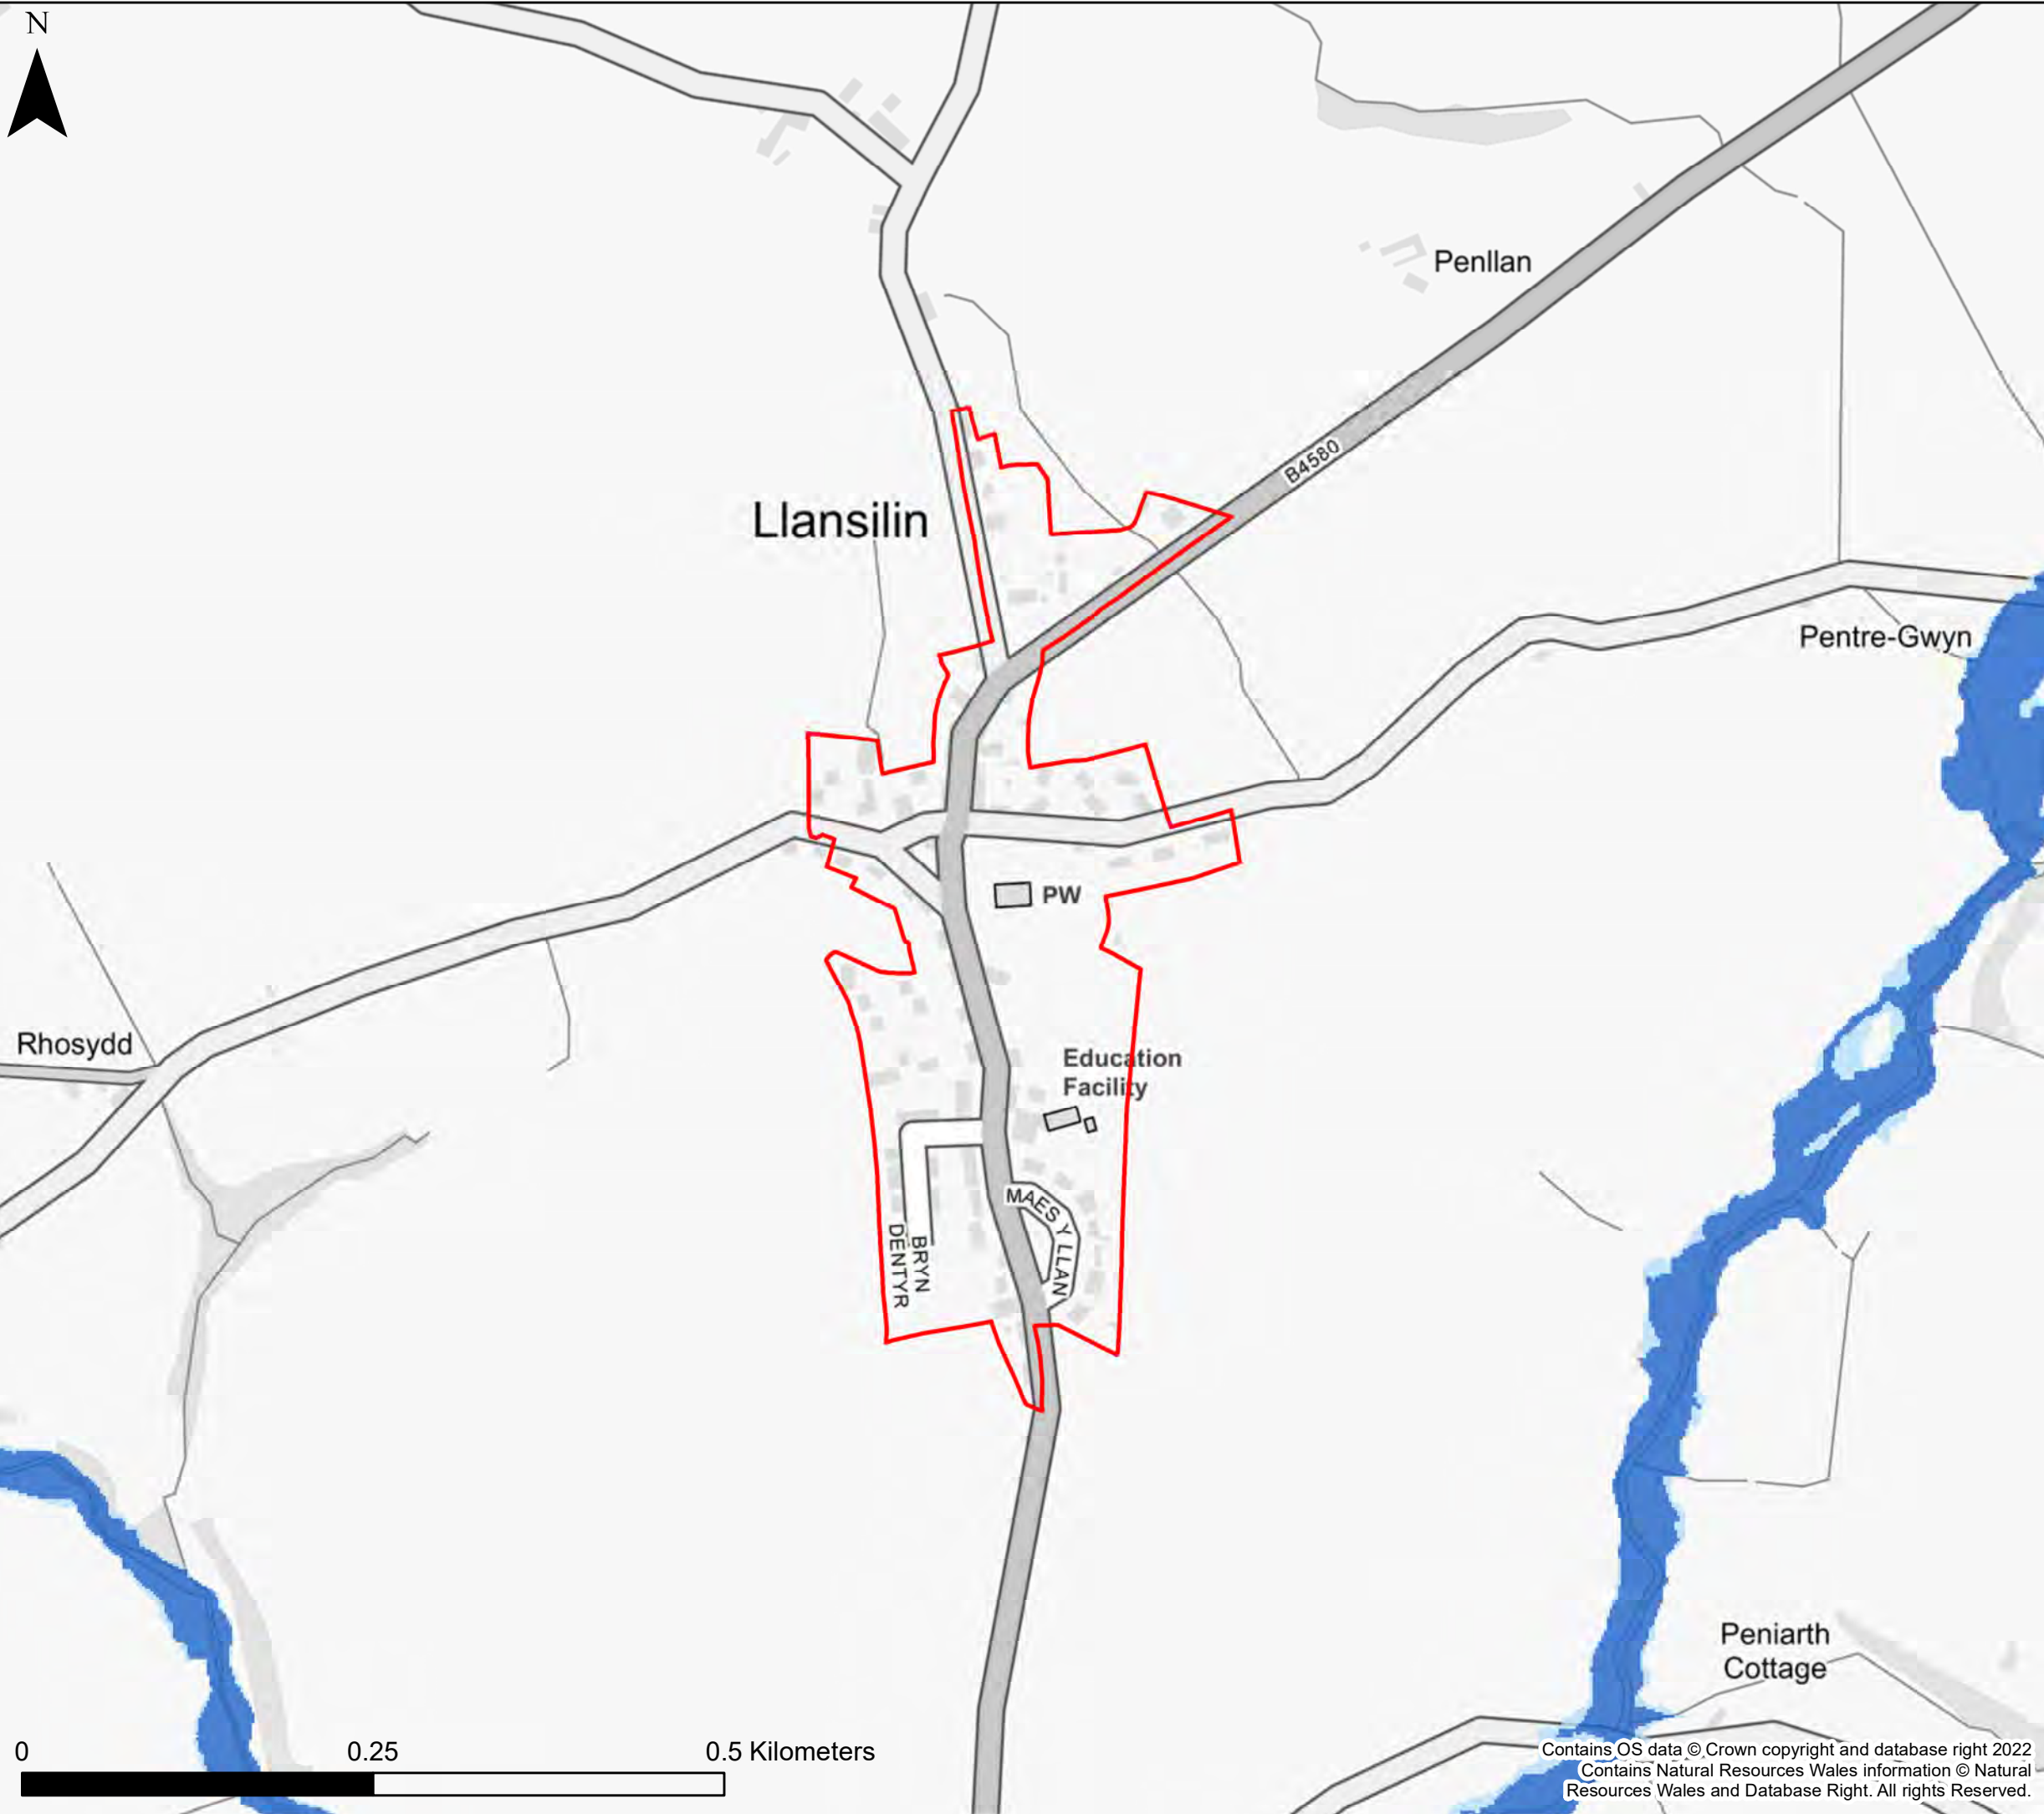 N
Penllan
B4580
Llansilin
Pentre-Gwyn
PW
Rhosydd
Education
Facility
MAES Y LLAN
BRYN
DENTYR
Peniarth
Cottage
0 0.25 0.5 Kilometers
Contains OS data © Crown copyright and database right 2022
Contains Natural Resources Wales information © Natural
Resources Wales and Database Right. All rights Reserved.